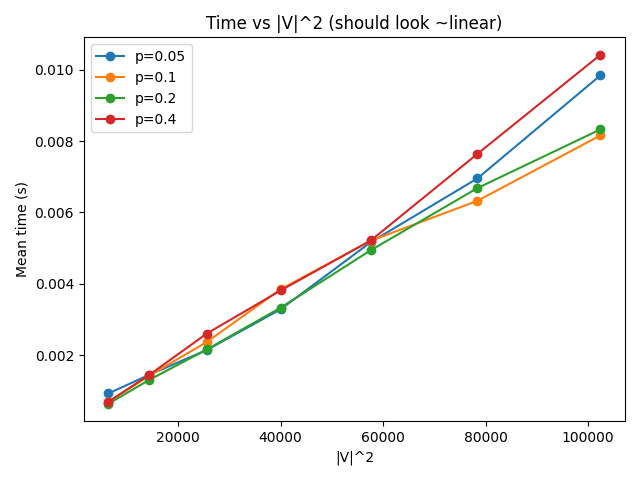 Time vs |V|^2 (should look ~linear)
p=0.05
p=0.1
p=0.2
p=0.4
Mean time (s)
0.010
0.008
0.006
0.004
0.002
20000
40000
60000
80000
100000
|V|^2